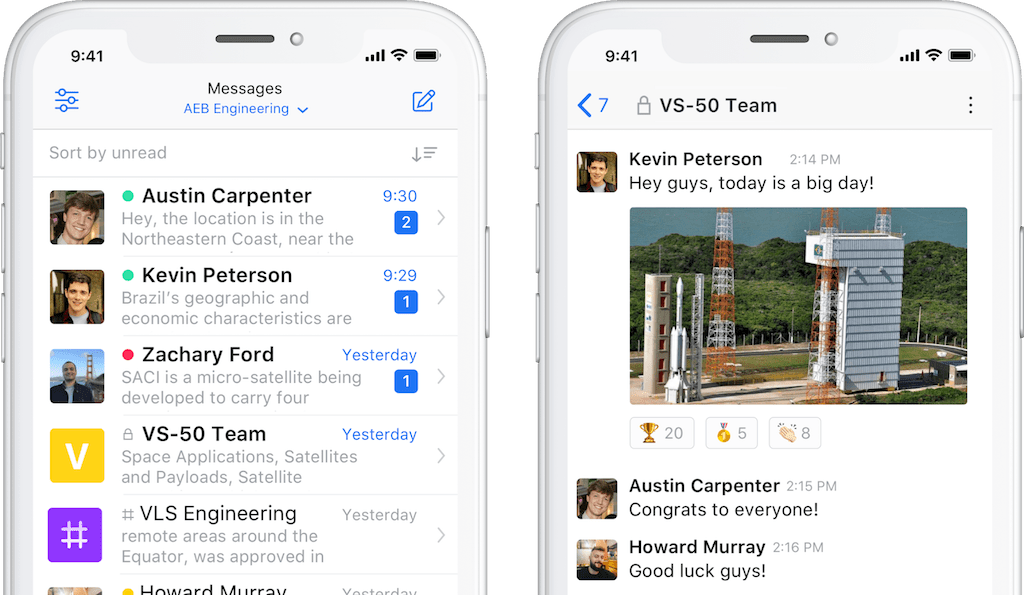 9:41
Messages
AEB Engineering
Sort by unread
Austin Carpenter
9:30
Hey, the location is in the
2
Northeastern Coast, near the
Kevin Peterson
9:29
Brazil's geographic and
1
economic characteristics are
Zachary Ford
Yesterday
SACI is a micro-satellite being
1
developed to carry four
V
VS-50 Team
Yesterday
Space Applications, Satellites
and Payloads, Satellite
#
# VLS Engineering
Yesterday
remote areas around the
Equator, was approved in
Howard Murray
Yesterday
9:41
7
VS-50 Team
Kevin Peterson 2:14 PM
Hey guys, today is a big day!
20
5
8
Austin Carpenter 2:15 PM
Congrats to everyone!
Howard Murray 2:16 PM
Good luck guys!